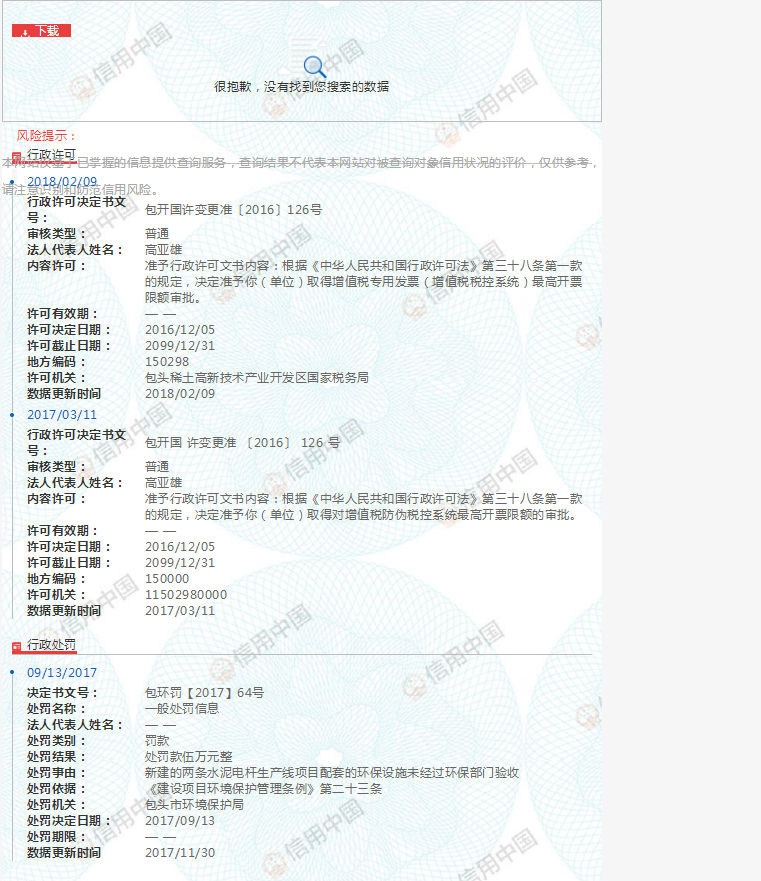 下载
很抱歉，没有找到您搜索的数据
风险提示：
行政许可
本网站仅基于已掌握的信息提供查询服务，查询结果不代表本网站对被查询对象信用状况的评价，仅供参考，
请注意识别和防范信用风险。
2018/02/09
行政许可决定书文号： 包开国许变更准〔2016〕126号
审核类型： 普通
法人代表人姓名： 高亚雄
内容许可： 准予行政许可文书内容：根据《中华人民共和国行政许可法》第三十八条第一款
的规定，决定准予你（单位）取得增值税专用发票（增值税税控系统）最高开票
限额审批。
许可有效期： — —
许可决定日期： 2016/12/05
许可截止日期： 2099/12/31
地方编码： 150298
许可机关： 包头稀土高新技术产业开发区国家税务局
数据更新时间 2018/02/09
2017/03/11
行政许可决定书文号： 包开国 许变更准 〔2016〕 126 号
审核类型： 普通
法人代表人姓名： 高亚雄
内容许可： 准予行政许可文书内容：根据《中华人民共和国行政许可法》第三十八条第一款
的规定，决定准予你（单位）取得对增值税防伪税控系统最高开票限额的审批。
许可有效期： — —
许可决定日期： 2016/12/05
许可截止日期： 2099/12/31
地方编码： 150000
许可机关： 11502980000
数据更新时间 2017/03/11
行政处罚
09/13/2017
决定书文号： 包环罚【2017】64号
处罚名称： 一般处罚信息
法人代表人姓名： — —
处罚类别： 罚款
处罚结果： 处罚款伍万元整
处罚事由： 新建的两条水泥电杆生产线项目配套的环保设施未经过环保部门验收
处罚依据： 《建设项目环境保护管理条例》第二十三条
处罚机关： 包头市环境保护局
处罚决定日期： 2017/09/13
处罚期限： — —
数据更新时间 2017/11/30
信用中国